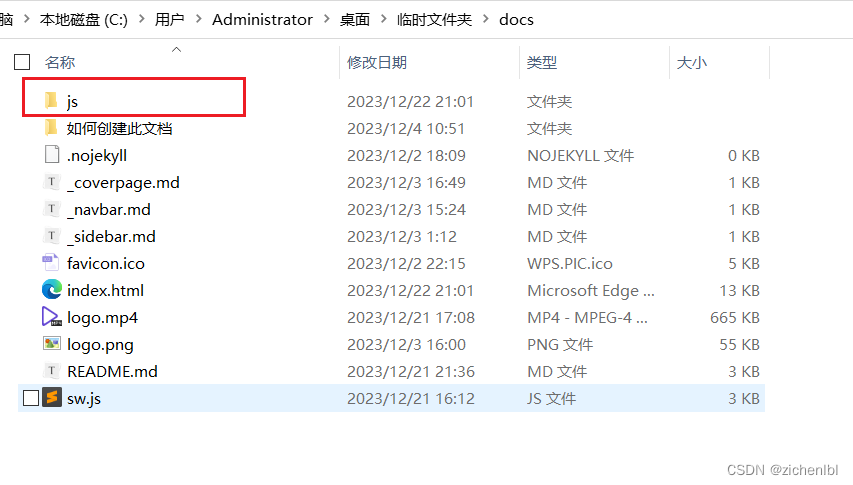 脑 > 本地磁盘 (C:) > 用户 > Administrator > 桌面 > 临时文件夹 > docs
名称 修改日期 类型 大小
js 2023/12/22 21:01 文件夹
如何创建此文档 2023/12/4 10:51 文件夹
.nojekyll 2023/12/2 18:09 NOJEKYLL 文件 0 KB
_coverpage.md 2023/12/3 16:49 MD 文件 1 KB
_navbar.md 2023/12/3 15:24 MD 文件 1 KB
_sidebar.md 2023/12/3 1:12 MD 文件 1 KB
favicon.ico 2023/12/2 22:15 WPS.PIC.ico 5 KB
index.html 2023/12/22 21:01 Microsoft Edge ... 13 KB
logo.mp4 2023/12/21 17:08 MP4 - MPEG-4 ... 665 KB
logo.png 2023/12/3 16:00 PNG 文件 55 KB
README.md 2023/12/21 21:36 MD 文件 3 KB
sw.js 2023/12/21 16:12 JS 文件 3 KB
CSDN @zichenlbl